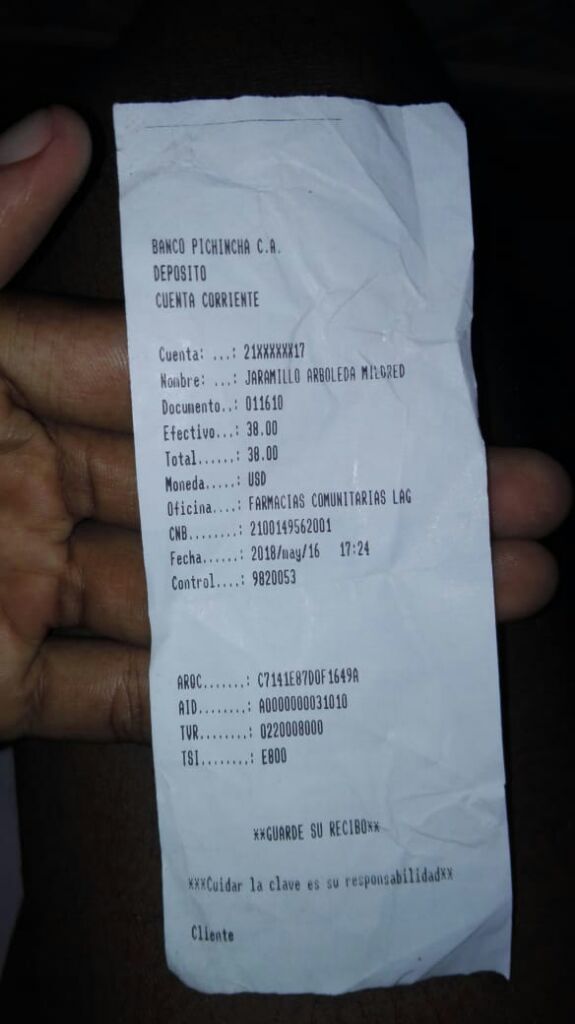 BANCO PICHINCHA C.A.
DEPOSITO
CUENTA CORRIENTE
Cuenta: ...: 21XXXXXX17
Nombre: ...: JARAMILLO ARBOLEDA MILDRED
Documento..: 011610
Efectivo...: 38.00
Total......: 38.00
Moneda.....: USD
Oficina....: FARMACIAS COMUNITARIAS LAG
CNB........: 2100149562001
Fecha......: 2018/may/16 17:24
Control....: 9820053
ARQC.......: C7141E87D0F1649A
AID........: A0000000031010
TVR........: 0220008000
TSI........: E800
**GUARDE SU RECIBO**
***Cuidar la clave es su responsabilidad**
Cliente